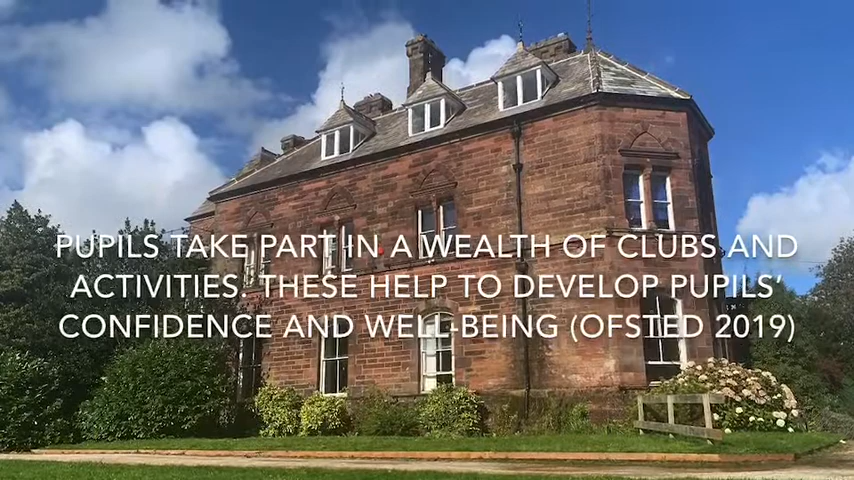 PUPILS TAKE PART IN A WEALTH OF CLUBS AND
ACTIVITIES. THESE HELP TO DEVELOP PUPILS'
CONFIDENCE AND WELL-BEING (OFSTED 2019)